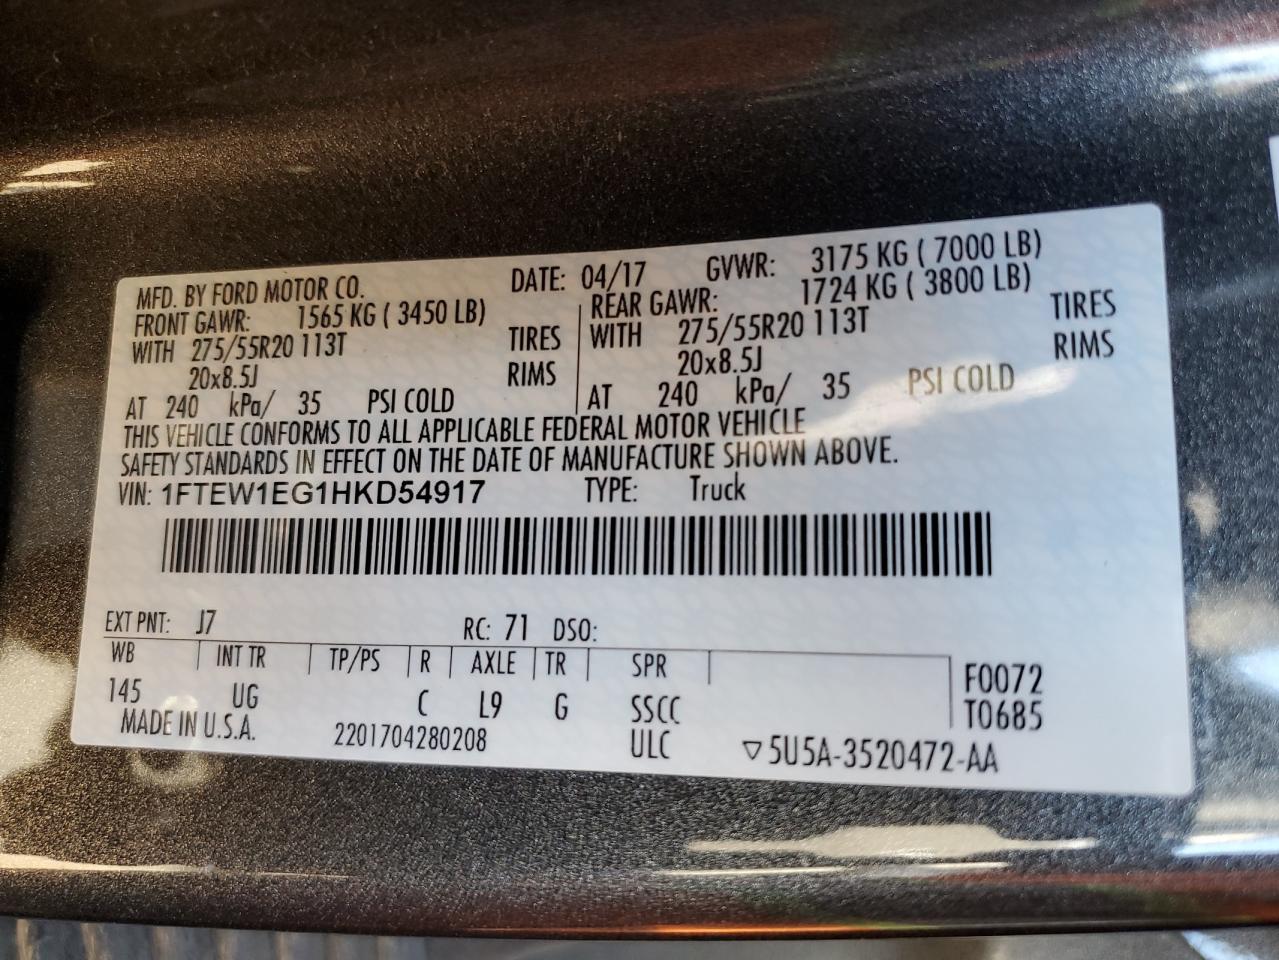 MFD. BY FORD MOTOR CO. DATE: 04/17 GVWR: 3175 KG ( 7000 LB)
FRONT GAWR: 1565 KG ( 3450 LB) REAR GAWR: 1724 KG ( 3800 LB)
WITH 275/55R20 113T TIRES WITH 275/55R20 113T TIRES
20x8.5J RIMS 20x8.5J RIMS
AT 240 kPa/ 35 PSI COLD AT 240 kPa/ 35 PSI COLD
THIS VEHICLE CONFORMS TO ALL APPLICABLE FEDERAL MOTOR VEHICLE
SAFETY STANDARDS IN EFFECT ON THE DATE OF MANUFACTURE SHOWN ABOVE.
VIN: 1FTEW1EG1HKD54917 TYPE: Truck
EXT PNT: J7 RC: 71 DSO:
WB INT TR TP/PS R AXLE TR SPR F0072
145 UG C L9 G SSCC T0685
MADE IN U.S.A. 2201704280208 ULC ▽5U5A-3520472-AA